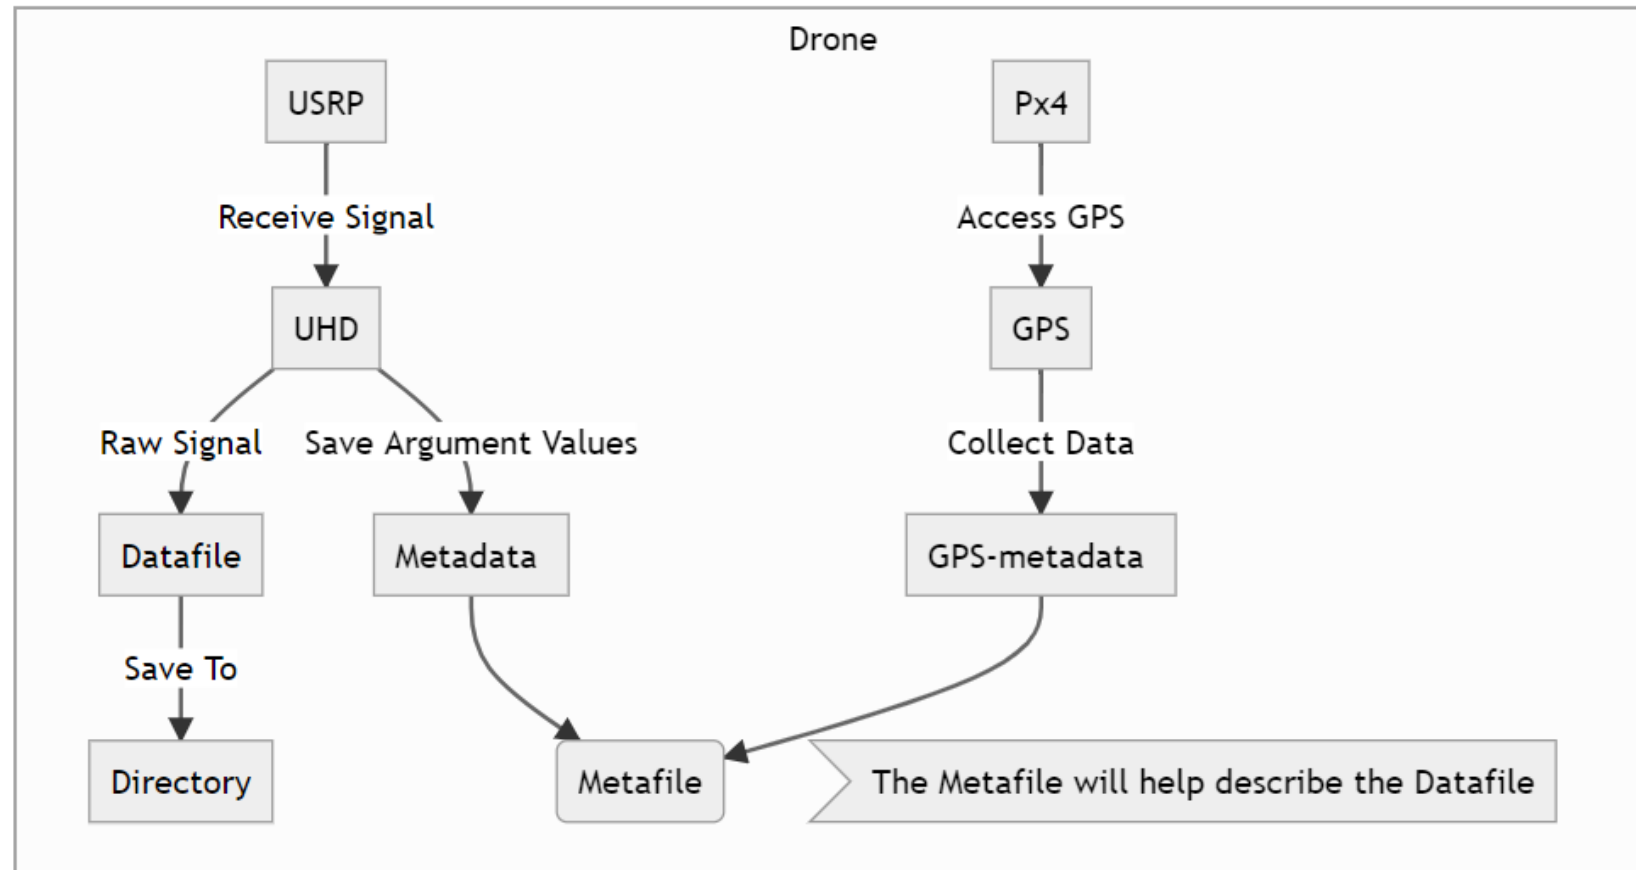 Drone
USRP
Px4
Receive Signal
Access GPS
UHD
GPS
Raw Signal
Save Argument Values
Collect Data
Datafile
Metadata
GPS-metadata
Save To
Directory
Metafile
The Metafile will help describe the Datafile